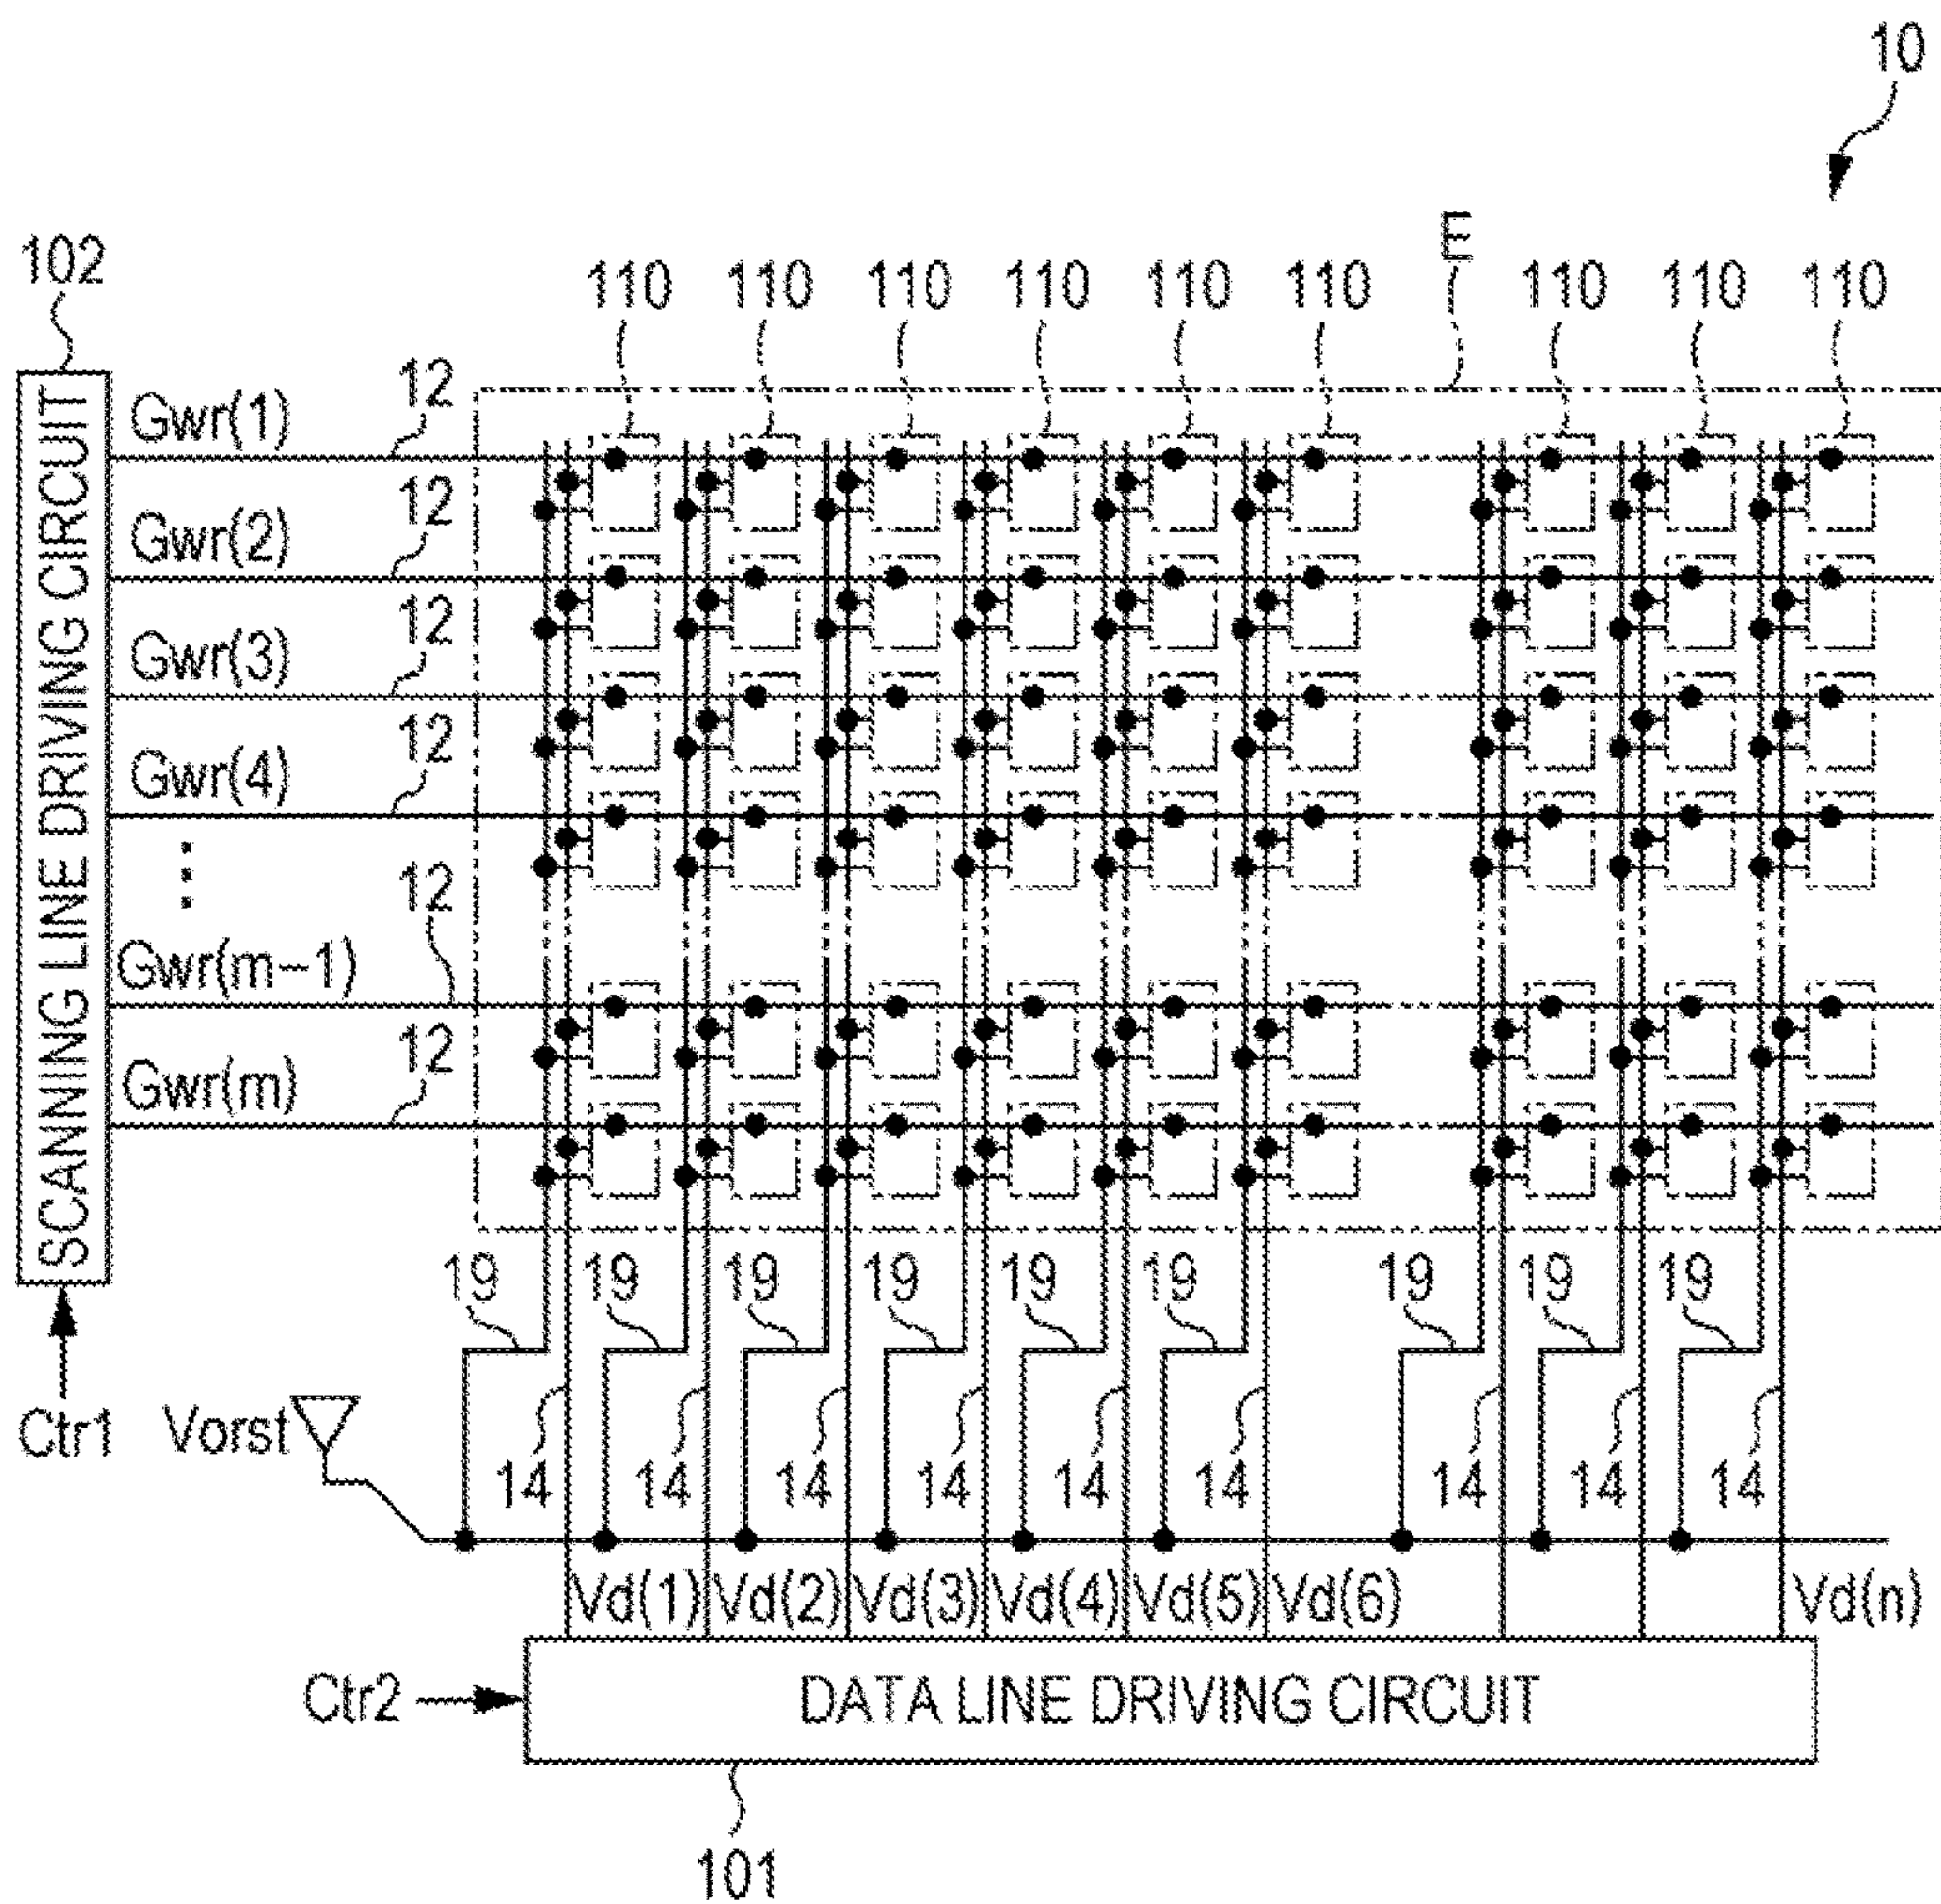 10
E
102
110 110 110 110 110 110 110 110 110
SCANNING LINE DRIVING CIRCUIT
Gwr(1) 12
Gwr(2) 12
Gwr(3) 12
Gwr(4) 12
⋮
Gwr(m−1) 12
Gwr(m) 12
19 19 19 19 19 19 19 19 19
Ctr1 Vorst
14 14 14 14 14 14 14 14 14
Vd(1) Vd(2) Vd(3) Vd(4) Vd(5) Vd(6) Vd(n)
Ctr2
DATA LINE DRIVING CIRCUIT
101